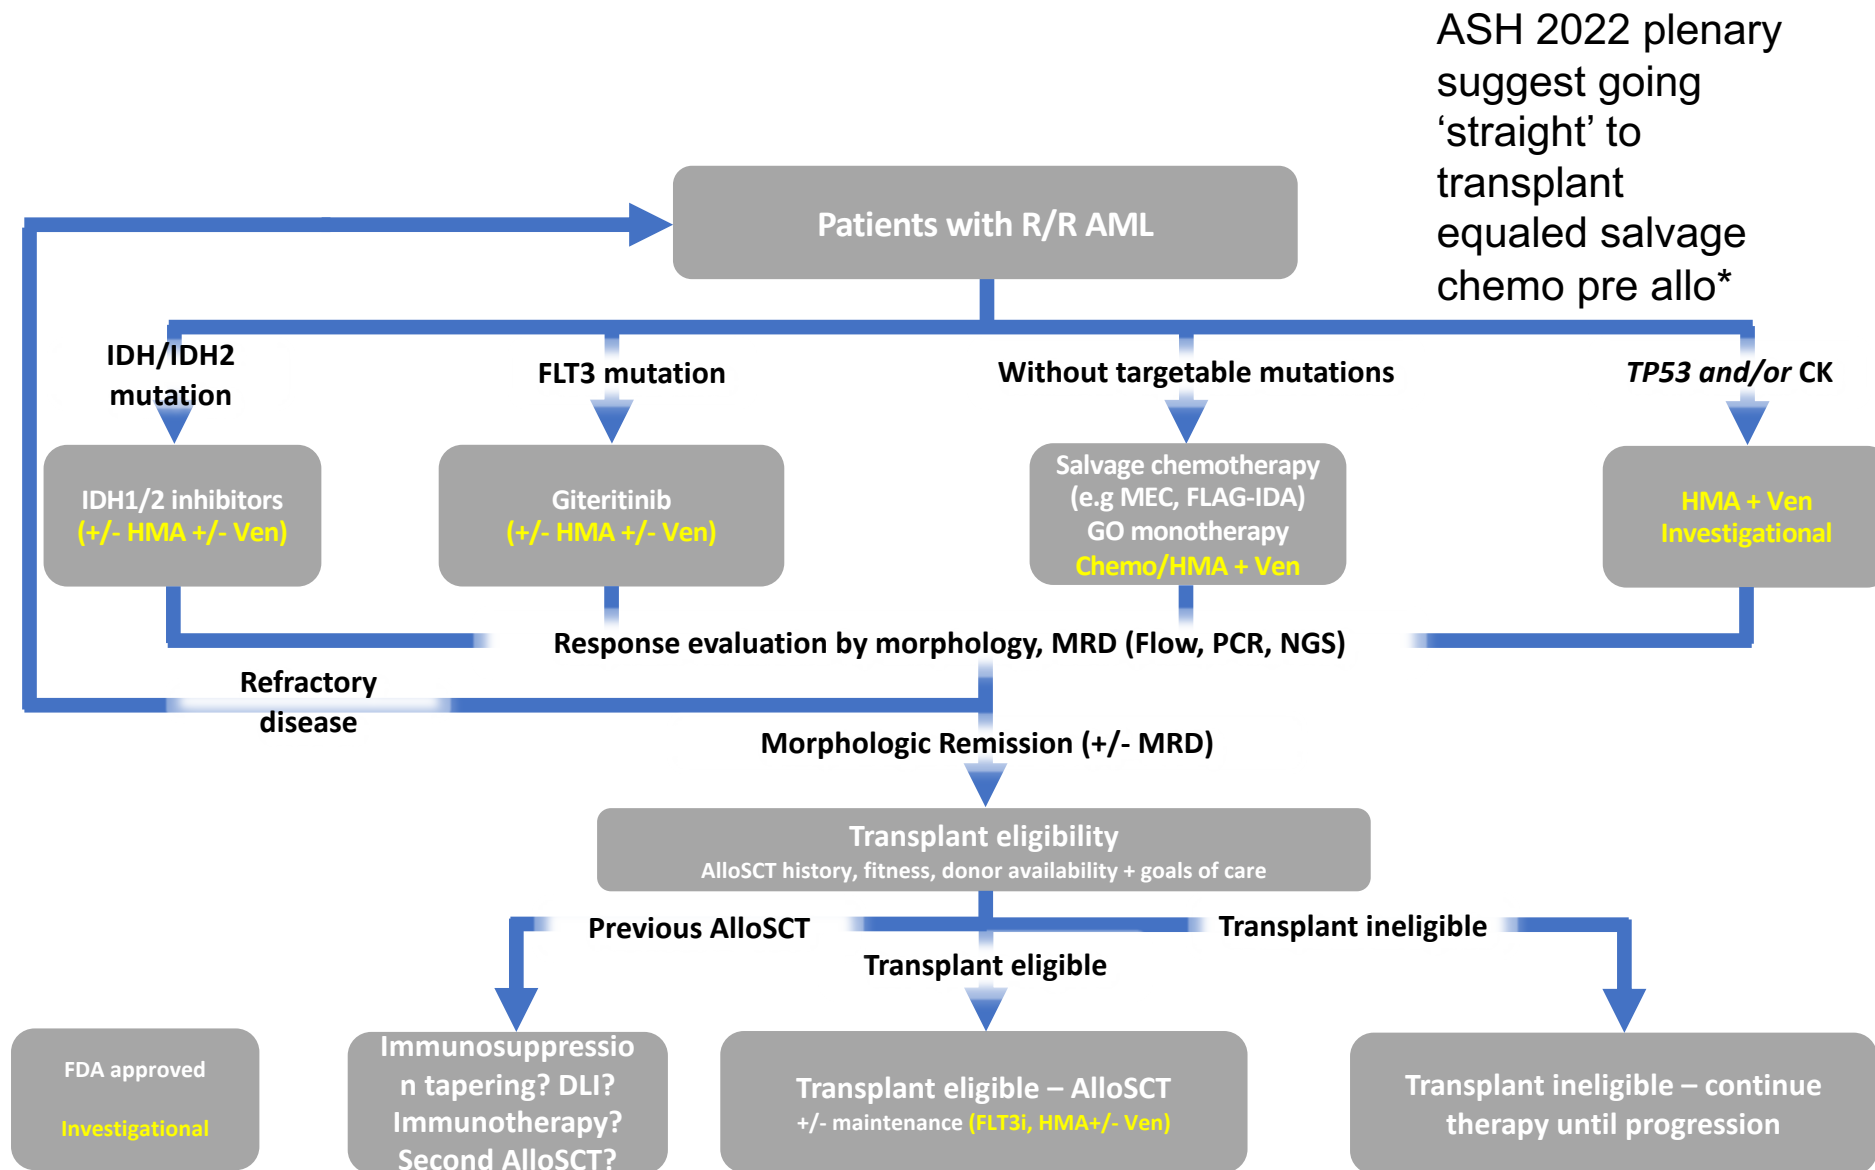 ASH 2022 plenary
suggest going
‘straight’ to
transplant
equaled salvage
chemo pre allo*
Patients with R/R AML
IDH/IDH2
mutation
FLT3 mutation
Without targetable mutations
TP53 and/or CK
IDH1/2 inhibitors
(+/- HMA +/- Ven)
Giteritinib
(+/- HMA +/- Ven)
Salvage chemotherapy
(e.g MEC, FLAG-IDA)
GO monotherapy
Chemo/HMA + Ven
HMA + Ven
Investigational
Response evaluation by morphology, MRD (Flow, PCR, NGS)
Refractory
disease
Morphologic Remission (+/- MRD)
Transplant eligibility
AlloSCT history, fitness, donor availability + goals of care
Previous AlloSCT
Transplant eligible
Transplant ineligible
FDA approved
Investigational
Immunosuppressio
n tapering? DLI?
Immunotherapy?
Second AlloSCT?
Transplant eligible – AlloSCT
+/- maintenance (FLT3i, HMA+/- Ven)
Transplant ineligible – continue
therapy until progression